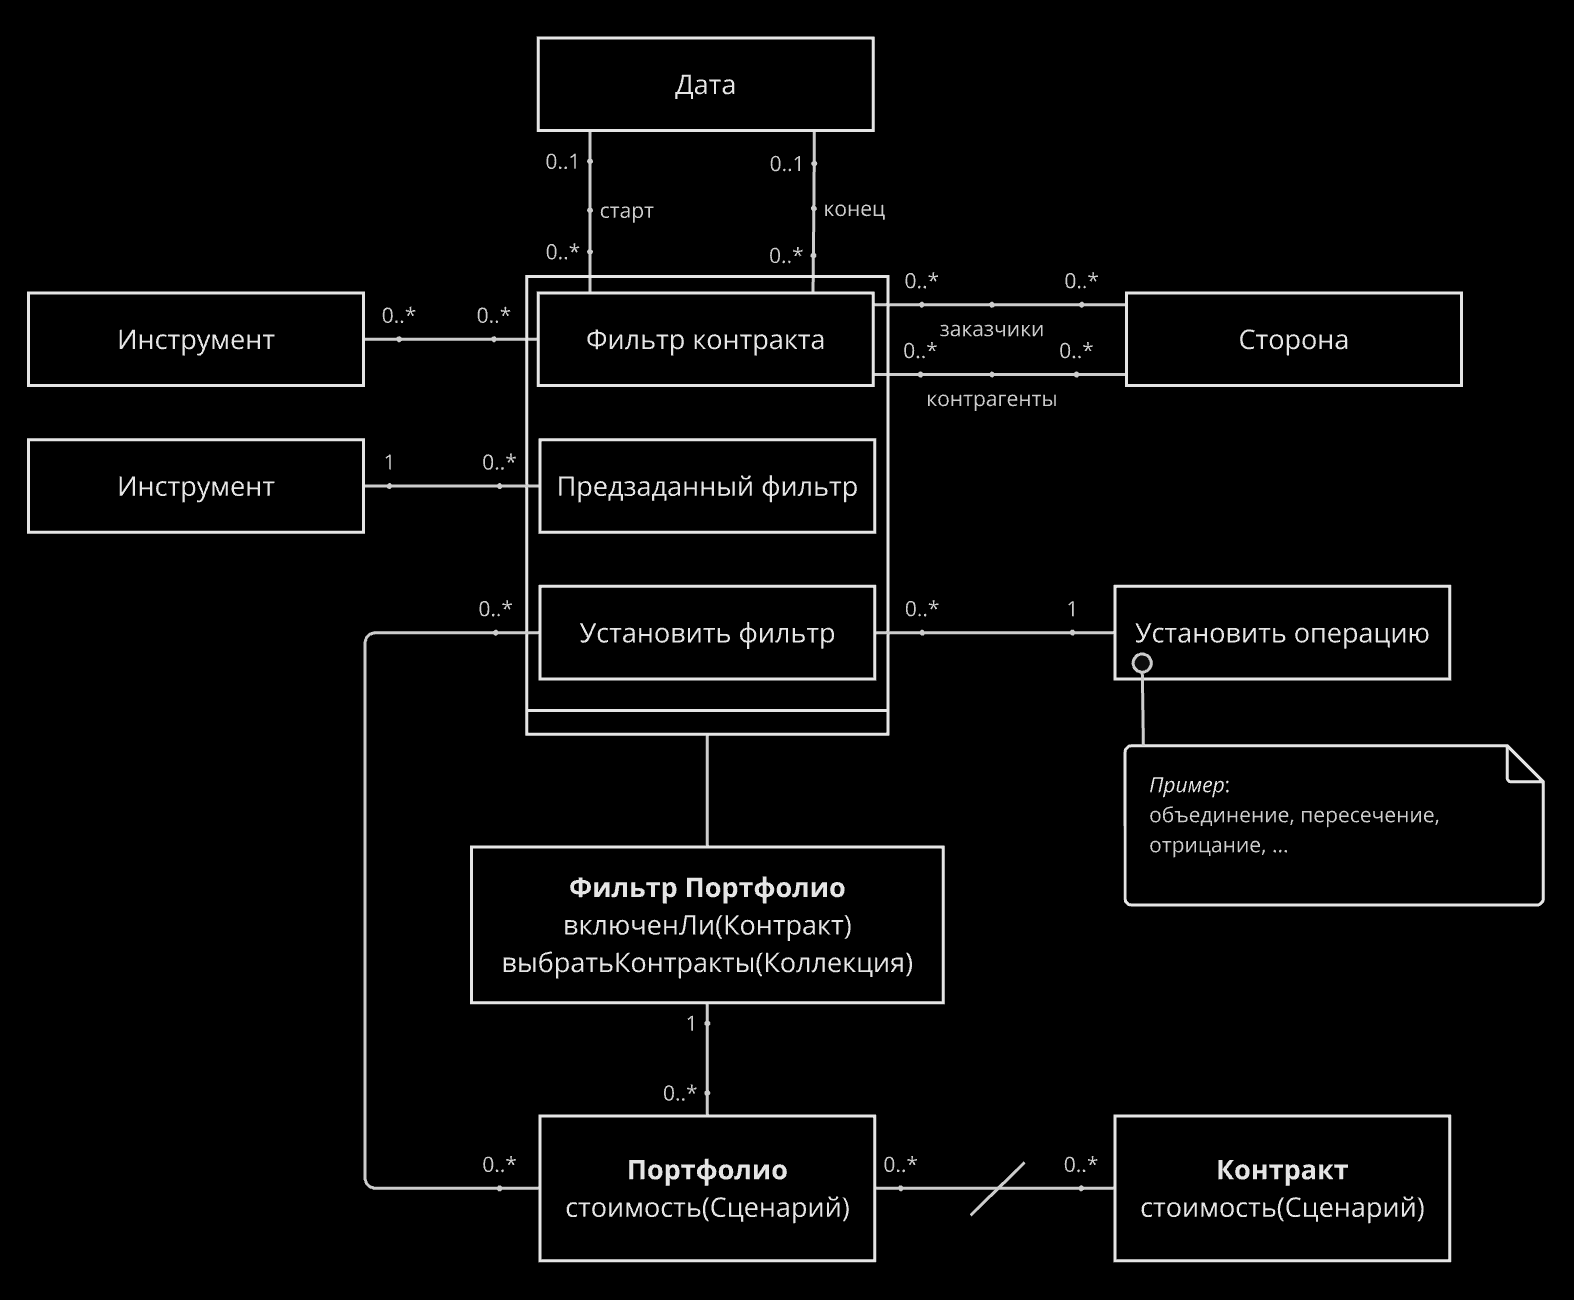 Дата
0..1
0..1
старт
конец
0..*
0..*
0..*
0..*
Инструмент
0..*
0..*
Фильтр контракта
заказчики
Сторона
0..*
0..*
контрагенты
Инструмент
1
0..*
Предзаданный фильтр
0..*
Установить фильтр
0..*
1
Установить операцию
Пример:
объединение, пересечение,
отрицание, ...
Фильтр Портфолио
включенЛи(Контракт)
выбратьКонтракты(Коллекция)
1
0..*
0..*
Портфолио
стоимость(Сценарий)
0..*
0..*
Контракт
стоимость(Сценарий)